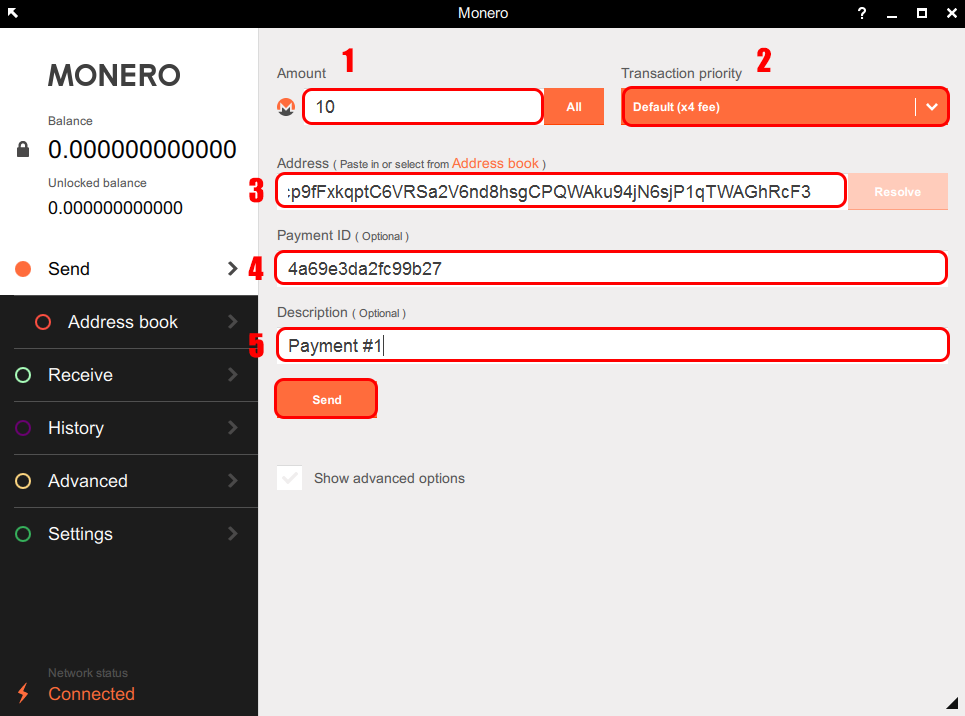 Monero
?
MONERO
Balance
0.000000000000
Unlocked balance
0.000000000000
Send
Address book
Receive
History
Advanced
Settings
Network status
Connected
1
Amount
10
All
2
Transaction priority
Default (x4 fee)
Address ( Paste in or select from Address book )
3
cp9fFxkqptC6VRSa2V6nd8hsgCPQWAku94jN6sjP1qTWAGhRcF3
Resolve
Payment ID ( Optional )
4
4a69e3da2fc99b27
Description ( Optional )
5
Payment #1
Send
Show advanced options